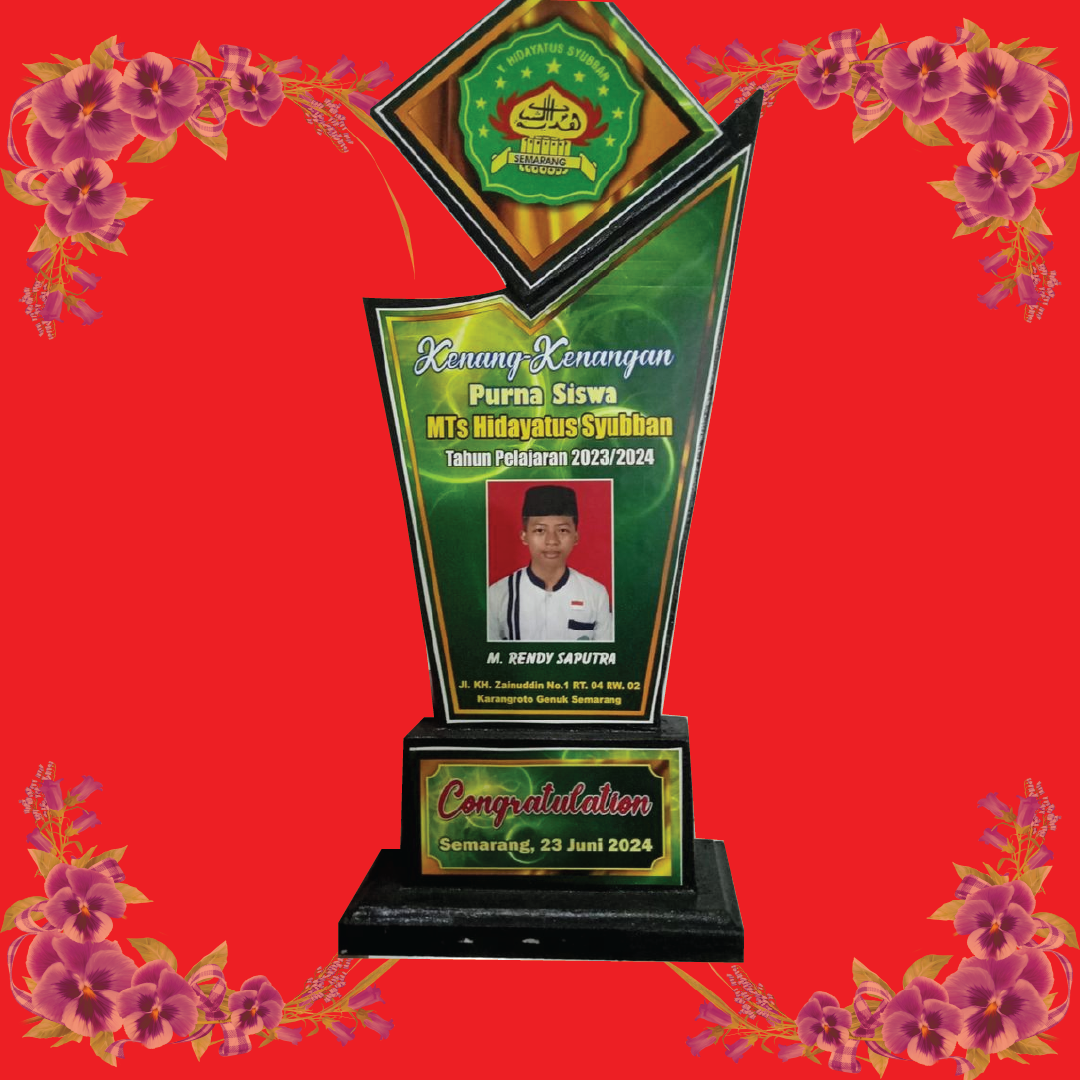 Y HIDAYATUS SYUBBAN
SEMARANG
Kenang-Kenangan
Purna Siswa
MTs Hidayatus Syubban
Tahun Pelajaran 2023/2024
M. RENDY SAPUTRA
Jl. KH. Zainuddin No.1 RT. 04 RW. 02
Karangroto Genuk Semarang
Congratulation
Semarang, 23 Juni 2024